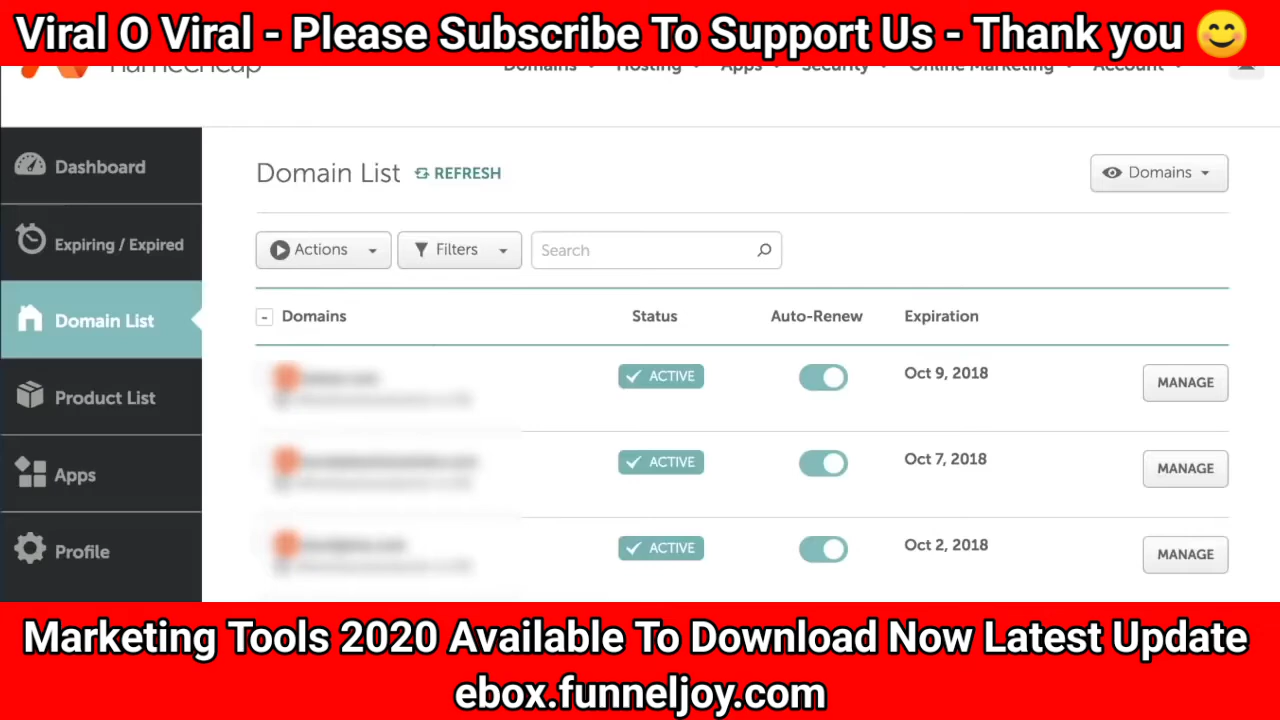 Viral O Viral - Please Subscribe To Support Us - Thank you 😊
namecheap Domains Hosting Apps Security Online Marketing Account
Dashboard
Expiring / Expired
Domain List
Product List
Apps
Profile
Domain List REFRESH Domains
Actions Filters Search
- Domains Status Auto-Renew Expiration
ACTIVE Oct 9, 2018 MANAGE
ACTIVE Oct 7, 2018 MANAGE
ACTIVE Oct 2, 2018 MANAGE
Marketing Tools 2020 Available To Download Now Latest Update
ebox.funneljoy.com